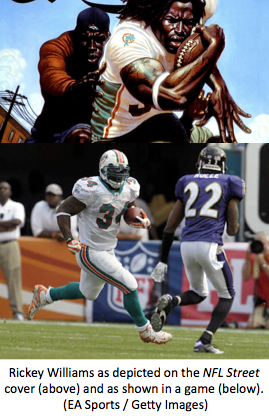 34
22
Rickey Williams as depicted on the NFL Street
cover (above) and as shown in a game (below).
(EA Sports / Getty Images)